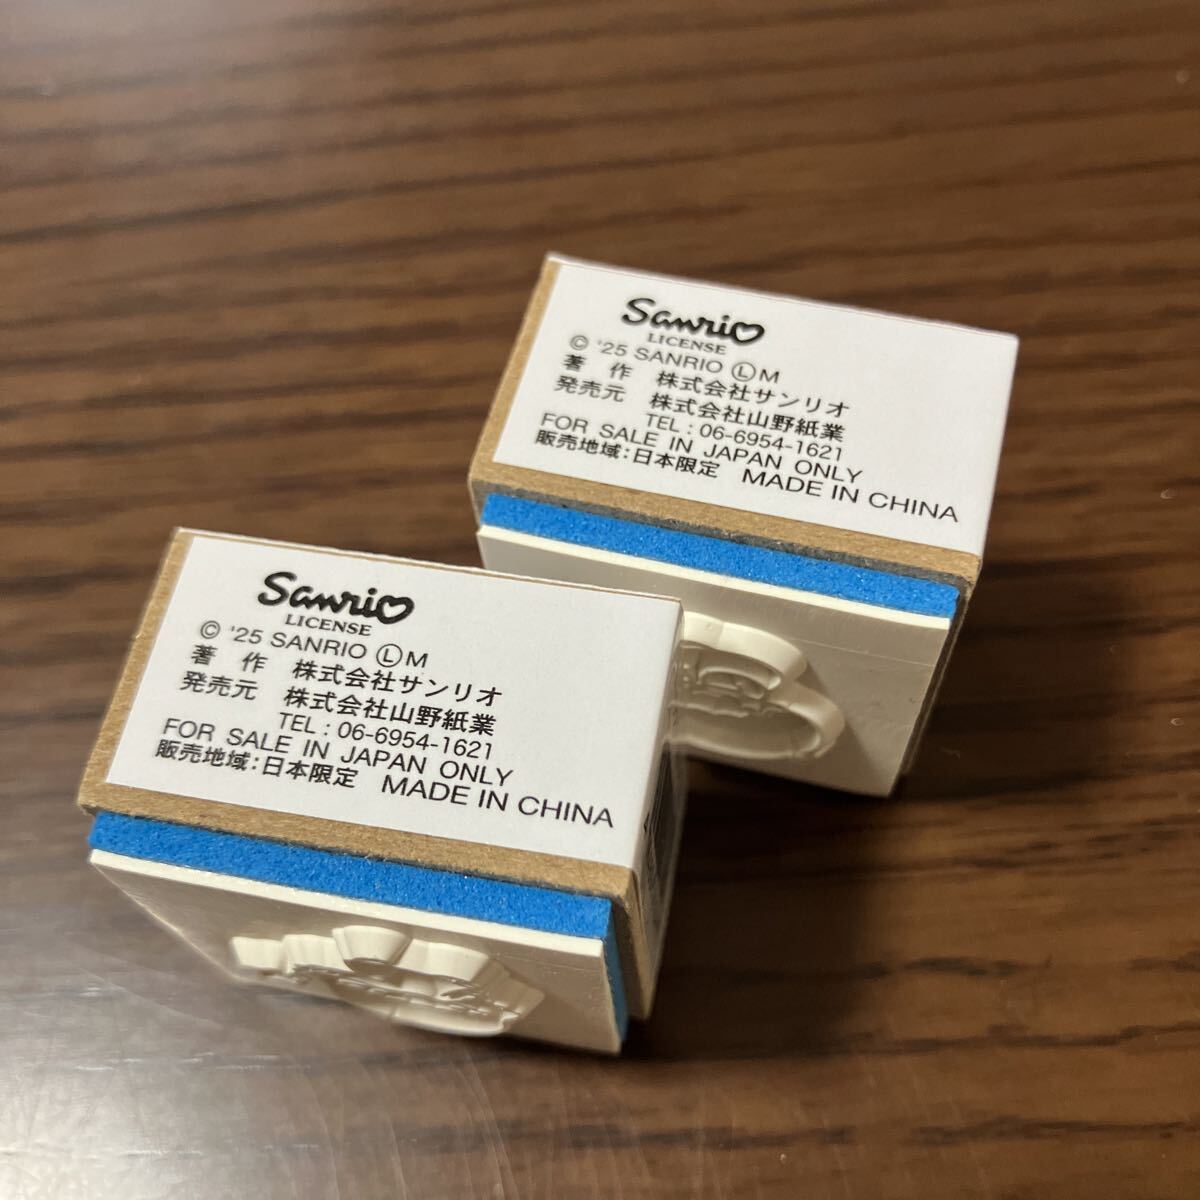 Sanrio
LICENSE
© '25 SANRIO Ⓛ M
著 作 株式会社サンリオ
発売元 株式会社山野紙業
TEL : 06-6954-1621
FOR SALE IN JAPAN ONLY
販売地域：日本限定 MADE IN CHINA
Sanrio
LICENSE
© '25 SANRIO Ⓛ M
著 作 株式会社サンリオ
発売元 株式会社山野紙業
TEL : 06-6954-1621
FOR SALE IN JAPAN ONLY
販売地域：日本限定 MADE IN CHINA